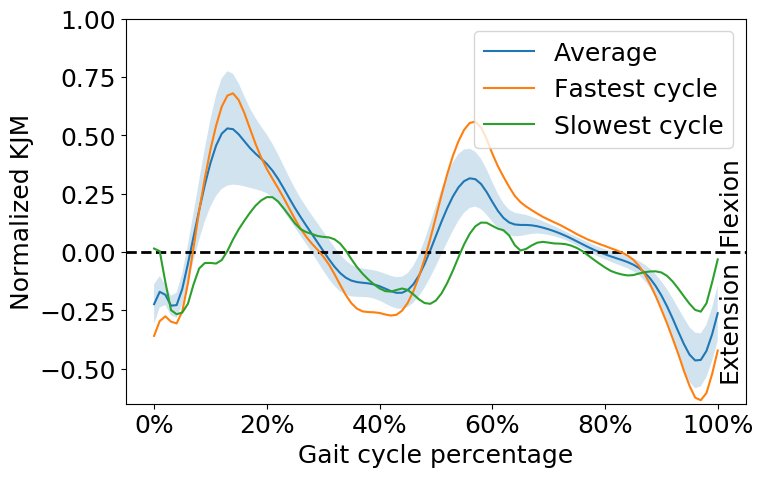 1.00
0.75
0.50
0.25
0.00
−0.25
−0.50
Normalized KJM
0%
20%
40%
60%
80%
100%
Gait cycle percentage
Average
Fastest cycle
Slowest cycle
Flexion
Extension